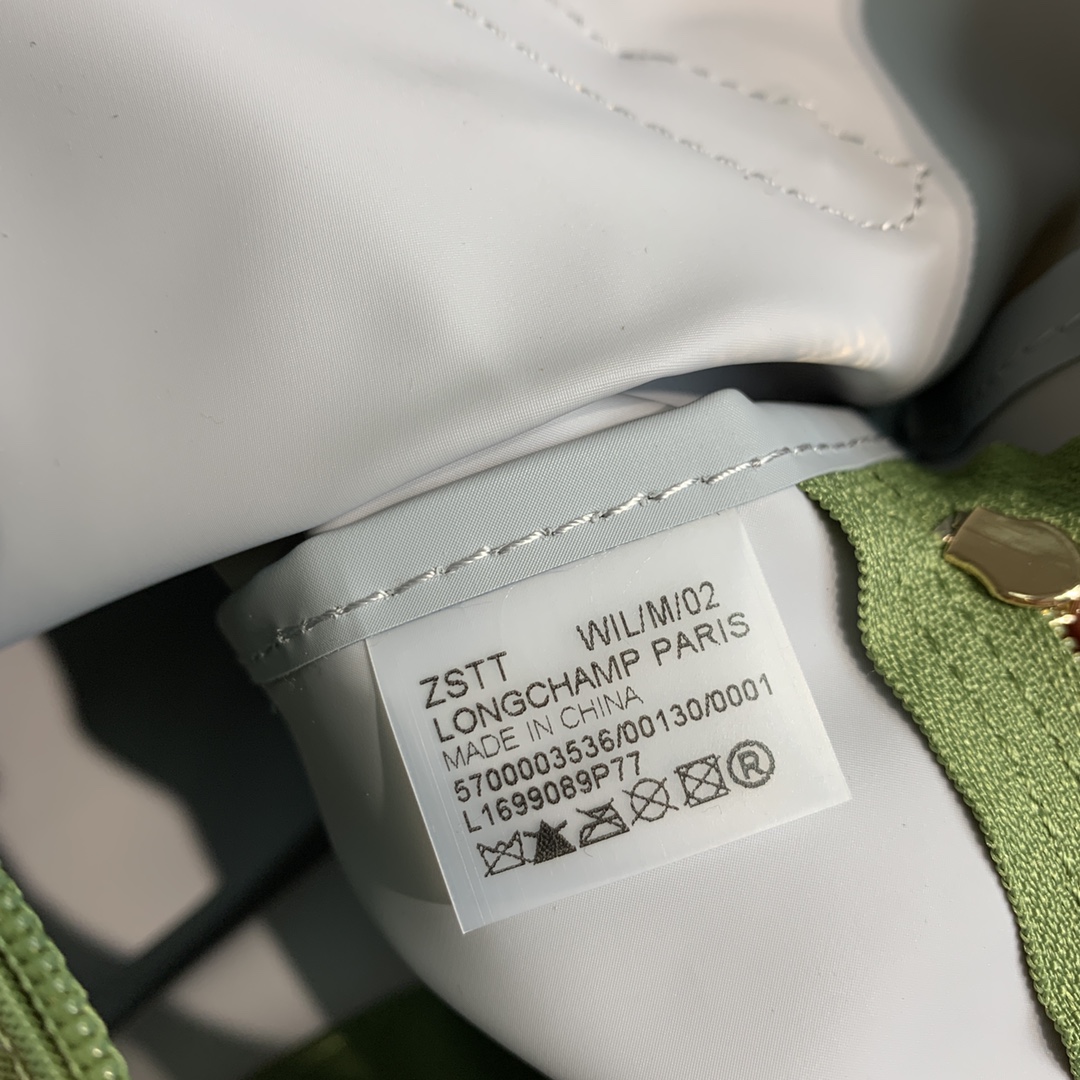 ZSTT WIL/M/02
LONGCHAMP PARIS
MADE IN CHINA
5700003536/00130/0001
L1699089P77
®